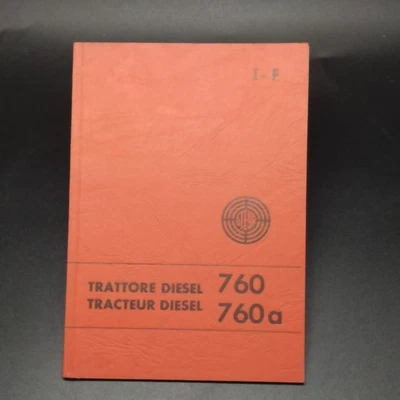 I - F
TRATTORE DIESEL 760
TRACTEUR DIESEL 760a